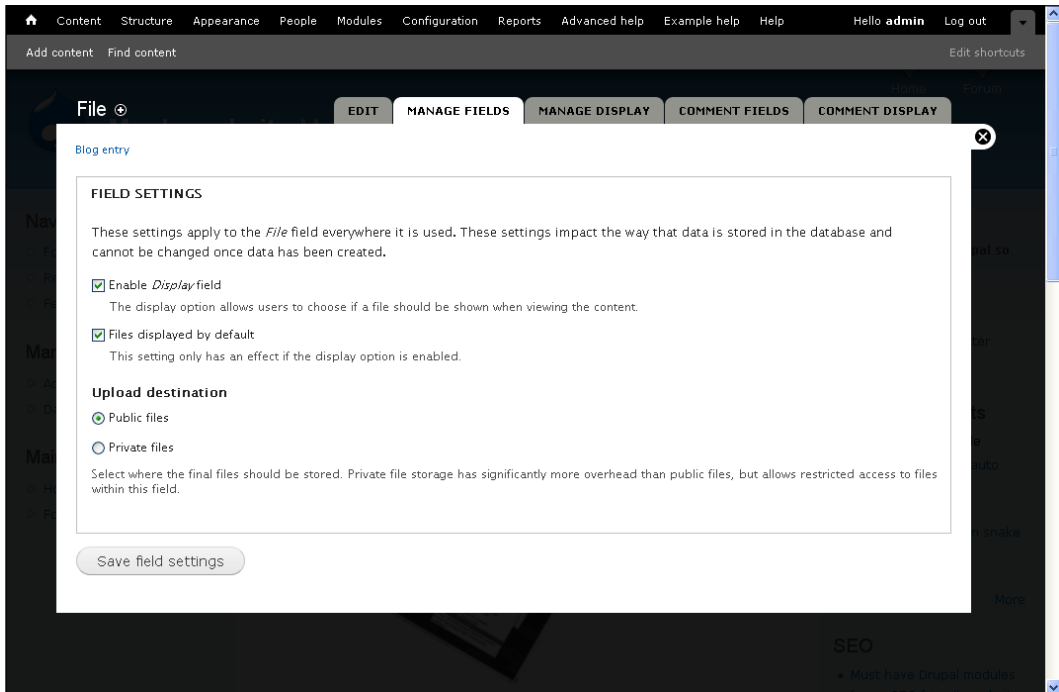 Content Structure Appearance People Modules Configuration Reports Advanced help Example help Help Hello admin Log out
Add content Find content Edit shortcuts
Home Forum
File
EDIT MANAGE FIELDS MANAGE DISPLAY COMMENT FIELDS COMMENT DISPLAY
Blog entry
FIELD SETTINGS
These settings apply to the File field everywhere it is used. These settings impact the way that data is stored in the database and
cannot be changed once data has been created.
Enable Display field
The display option allows users to choose if a file should be shown when viewing the content.
Files displayed by default
This setting only has an effect if the display option is enabled.
Upload destination
Public files
Private files
Select where the final files should be stored. Private file storage has significantly more overhead than public files, but allows restricted access to files
within this field.
Save field settings
snake
More
SEO
Must have Drupal modules